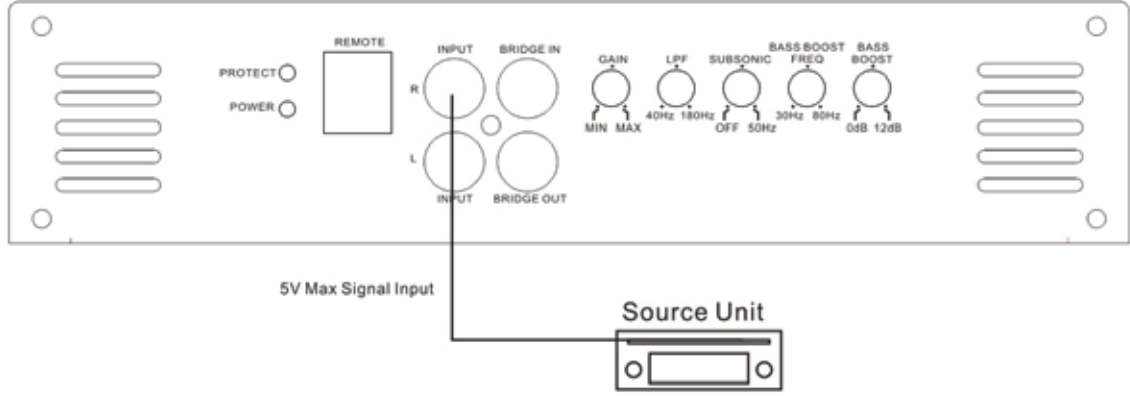 REMOTE
INPUT
BRIDGE IN
PROTECT
POWER
R
L
INPUT
BRIDGE OUT
GAIN
MIN MAX
LPF
40Hz 180Hz
SUBSONIC
OFF 50Hz
BASS BOOST
FREQ
30Hz 80Hz
BASS
BOOST
0dB 12dB
5V Max Signal Input
Source Unit